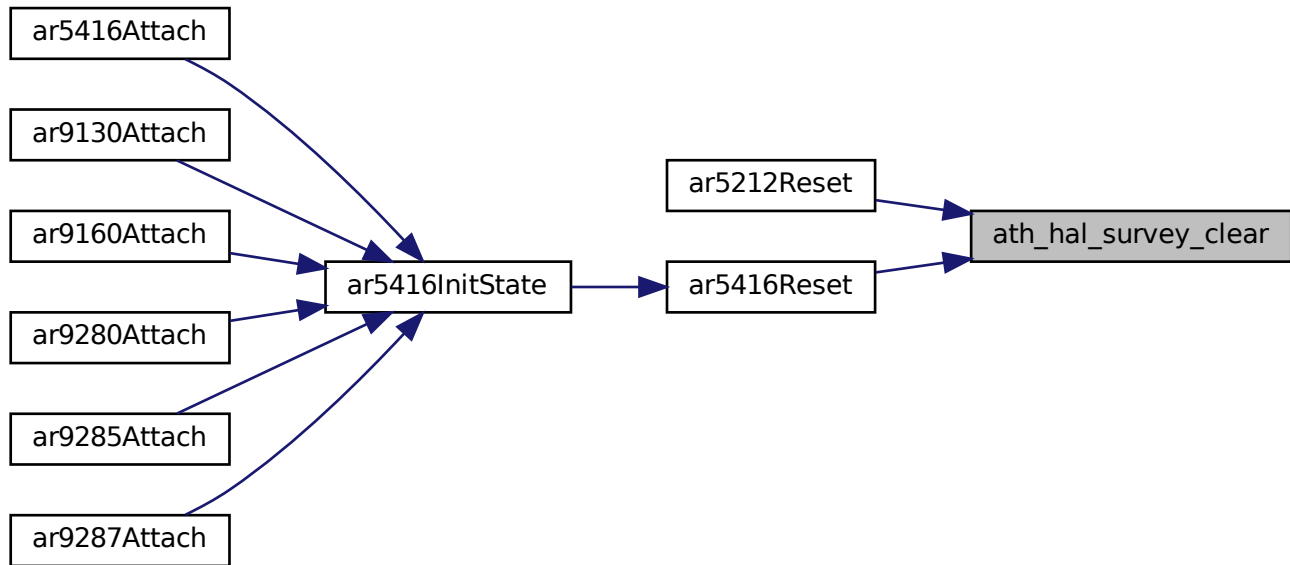 ar5416Attach
ar9130Attach
ar9160Attach
ar9280Attach
ar9285Attach
ar9287Attach
ar5416InitState
ar5212Reset
ar5416Reset
ath_hal_survey_clear